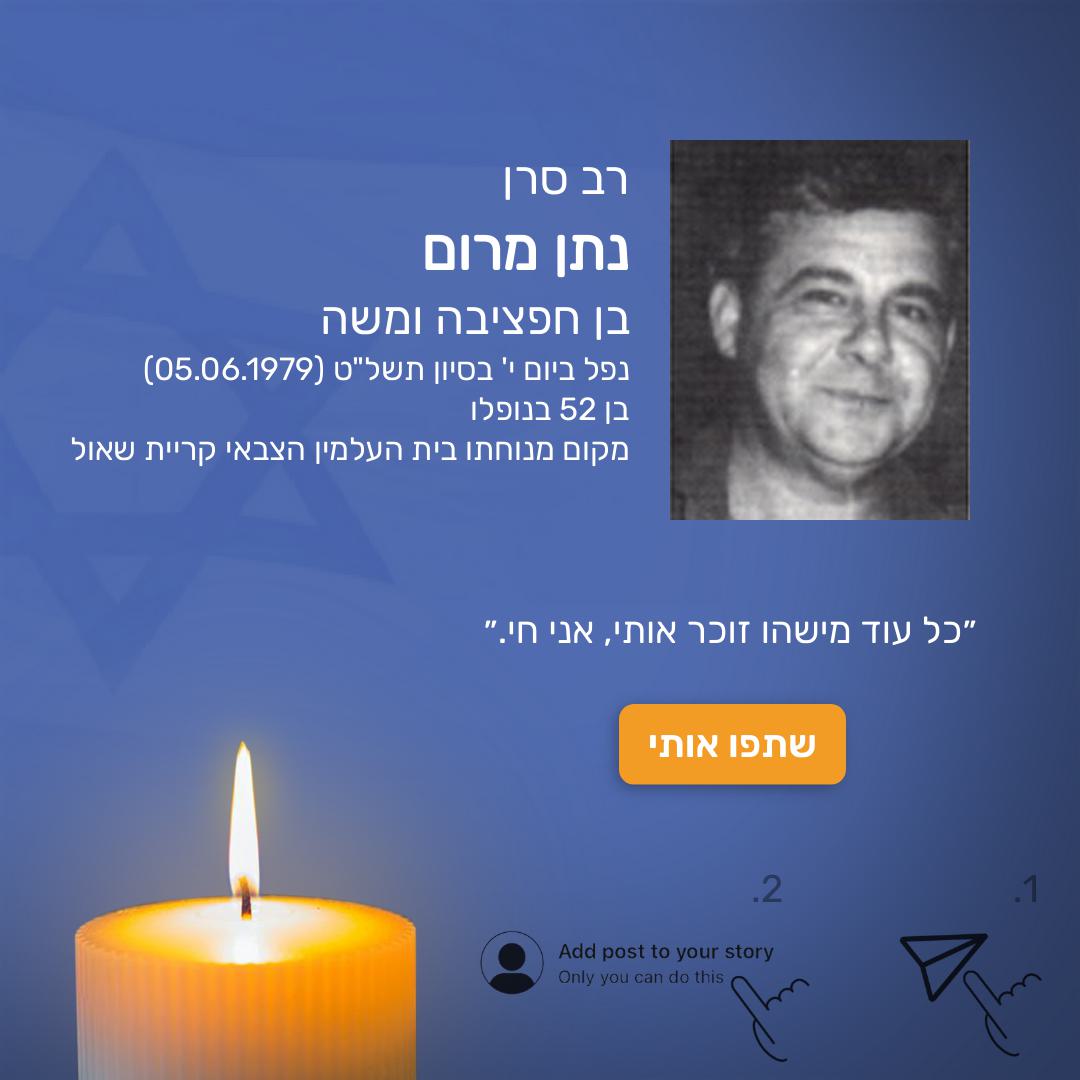 רב סרן
נתן מרום
בן חפציבה ומשה
נפל ביום י' בסיון תשל"ט (05.06.1979)
בן 52 בנופלו
מקום מנוחתו בית העלמין הצבאי קריית שאול
״כל עוד מישהו זוכר אותי, אני חי.״
שתפו אותי
1.
2.
Add post to your story
Only you can do this